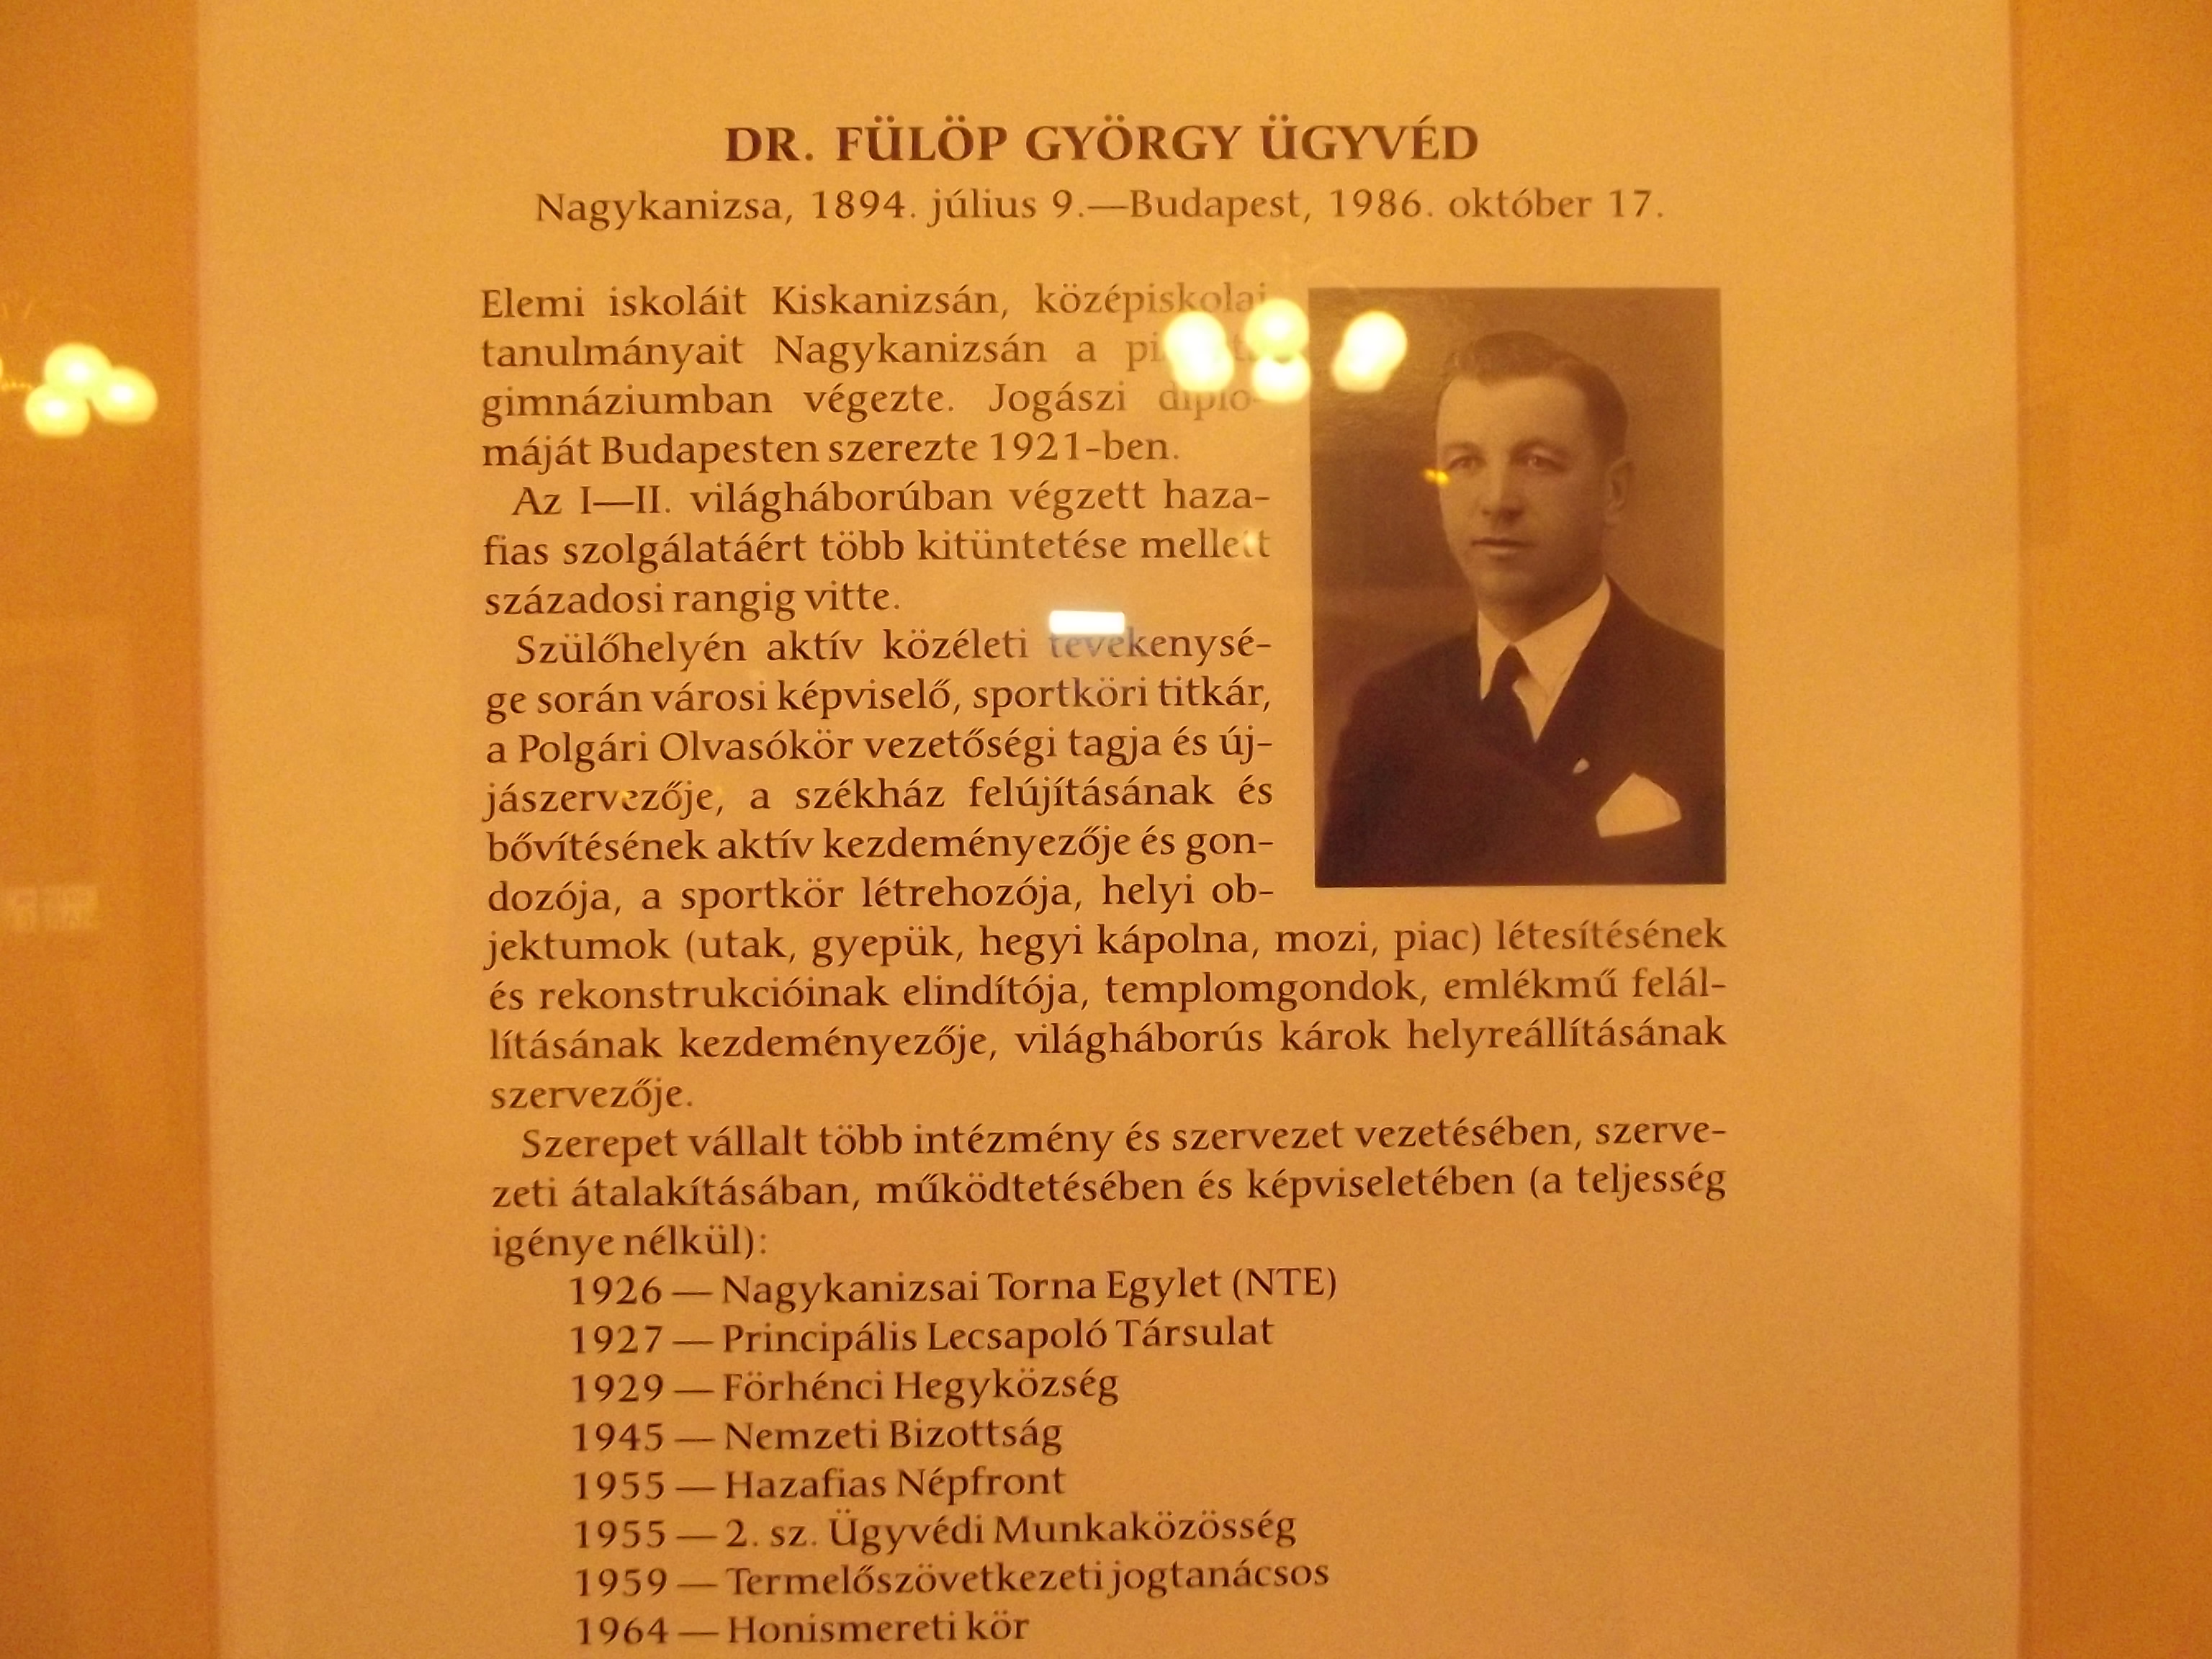 DR. FÜLÖP GYÖRGY ÜGYVÉD
Nagykanizsa, 1894. július 9.—Budapest, 1986. október 17.
Elemi iskoláit Kiskanizsán, középiskolai
tanulmányait Nagykanizsán a
gimnáziumban végezte. Jogászi diplo-
máját Budapesten szerezte 1921-ben.
Az I—II. világháborúban végzett haza-
fias szolgálatáért több kitüntetése mellett
századosi rangig vitte.
Szülőhelyén aktív közéleti tevékenysé-
ge során városi képviselő, sportköri titkár,
a Polgári Olvasókör vezetőségi tagja és új-
jászervezője, a székház felújításának és
bővítésének aktív kezdeményezője és gon-
dozója, a sportkör létrehozója, helyi ob-
jektumok (utak, gyepük, hegyi kápolna, mozi, piac) létesítésének
és rekonstrukcióinak elindítója, templomgondok, emlékmű felál-
lításának kezdeményezője, világháborús károk helyreállításának
szervezője.
Szerepet vállalt több intézmény és szervezet vezetésében, szerve-
zeti átalakításában, működtetésében és képviseletében (a teljesség
igénye nélkül):
1926 — Nagykanizsai Torna Egylet (NTE)
1927 — Principális Lecsapoló Társulat
1929 — Förhénci Hegyközség
1945 — Nemzeti Bizottság
1955 — Hazafias Népfront
1955 — 2. sz. Ügyvédi Munkaközösség
1959 — Termelőszövetkezeti jogtanácsos
1964 — Honismereti kör